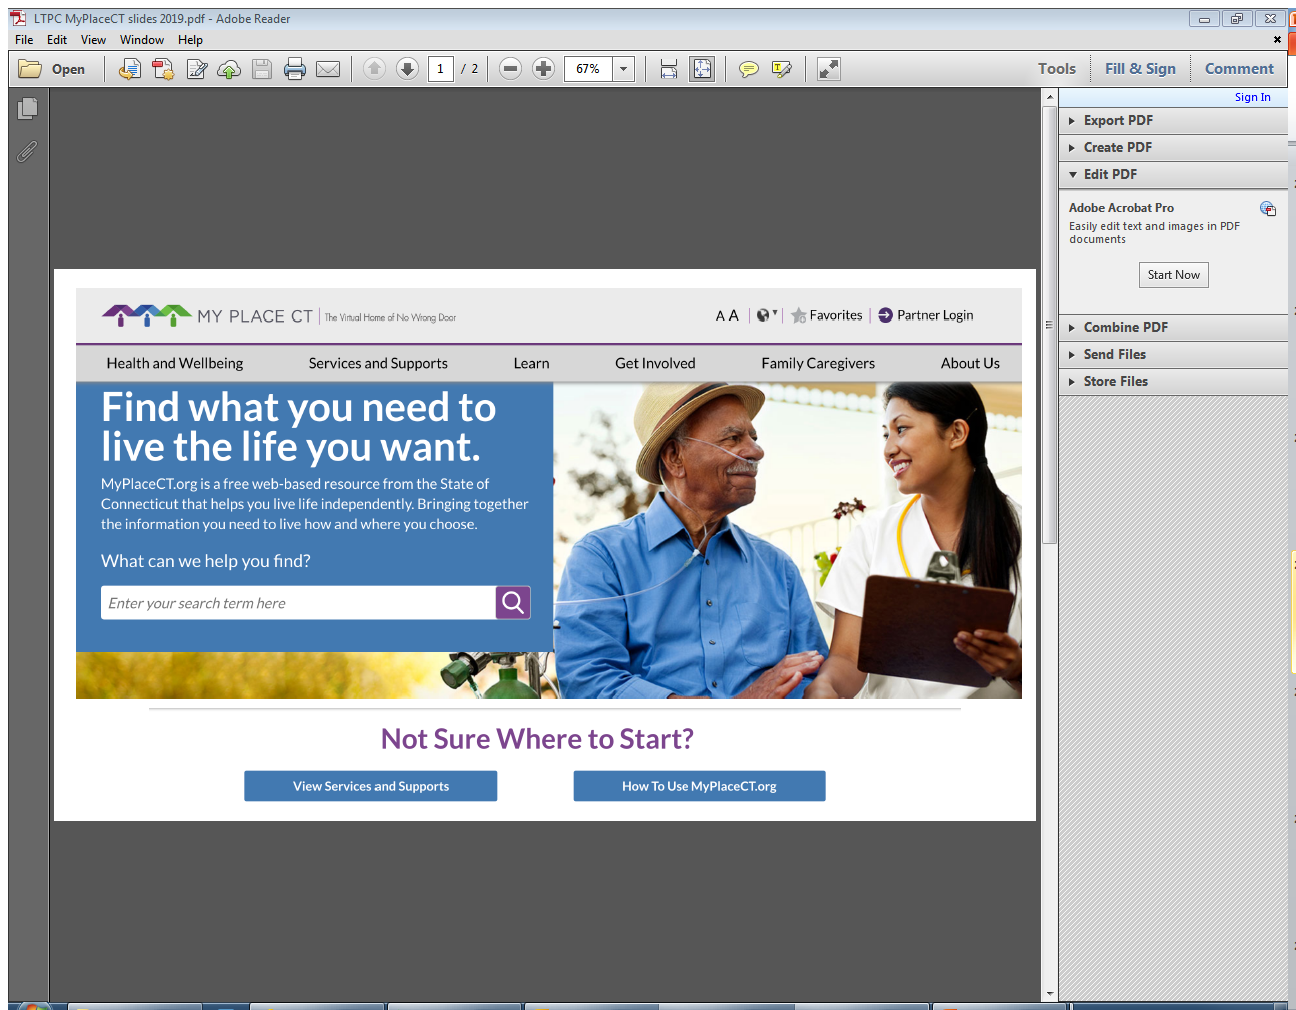 LTPC MyPlaceCT slides 2019.pdf - Adobe Reader
File Edit View Window Help
Open 1 / 2 67% Tools Fill & Sign Comment
Sign In
Export PDF
Create PDF
Edit PDF
Adobe Acrobat Pro
Easily edit text and images in PDF
documents
Start Now
Combine PDF
Send Files
Store Files
MY PLACE CT The Virtual Home of No Wrong Door
A A Favorites Partner Login
Health and Wellbeing Services and Supports Learn Get Involved Family Caregivers About Us
Find what you need to
live the life you want.
MyPlaceCT.org is a free web-based resource from the State of
Connecticut that helps you live life independently. Bringing together
the information you need to live how and where you choose.
What can we help you find?
Enter your search term here
Not Sure Where to Start?
View Services and Supports How To Use MyPlaceCT.org